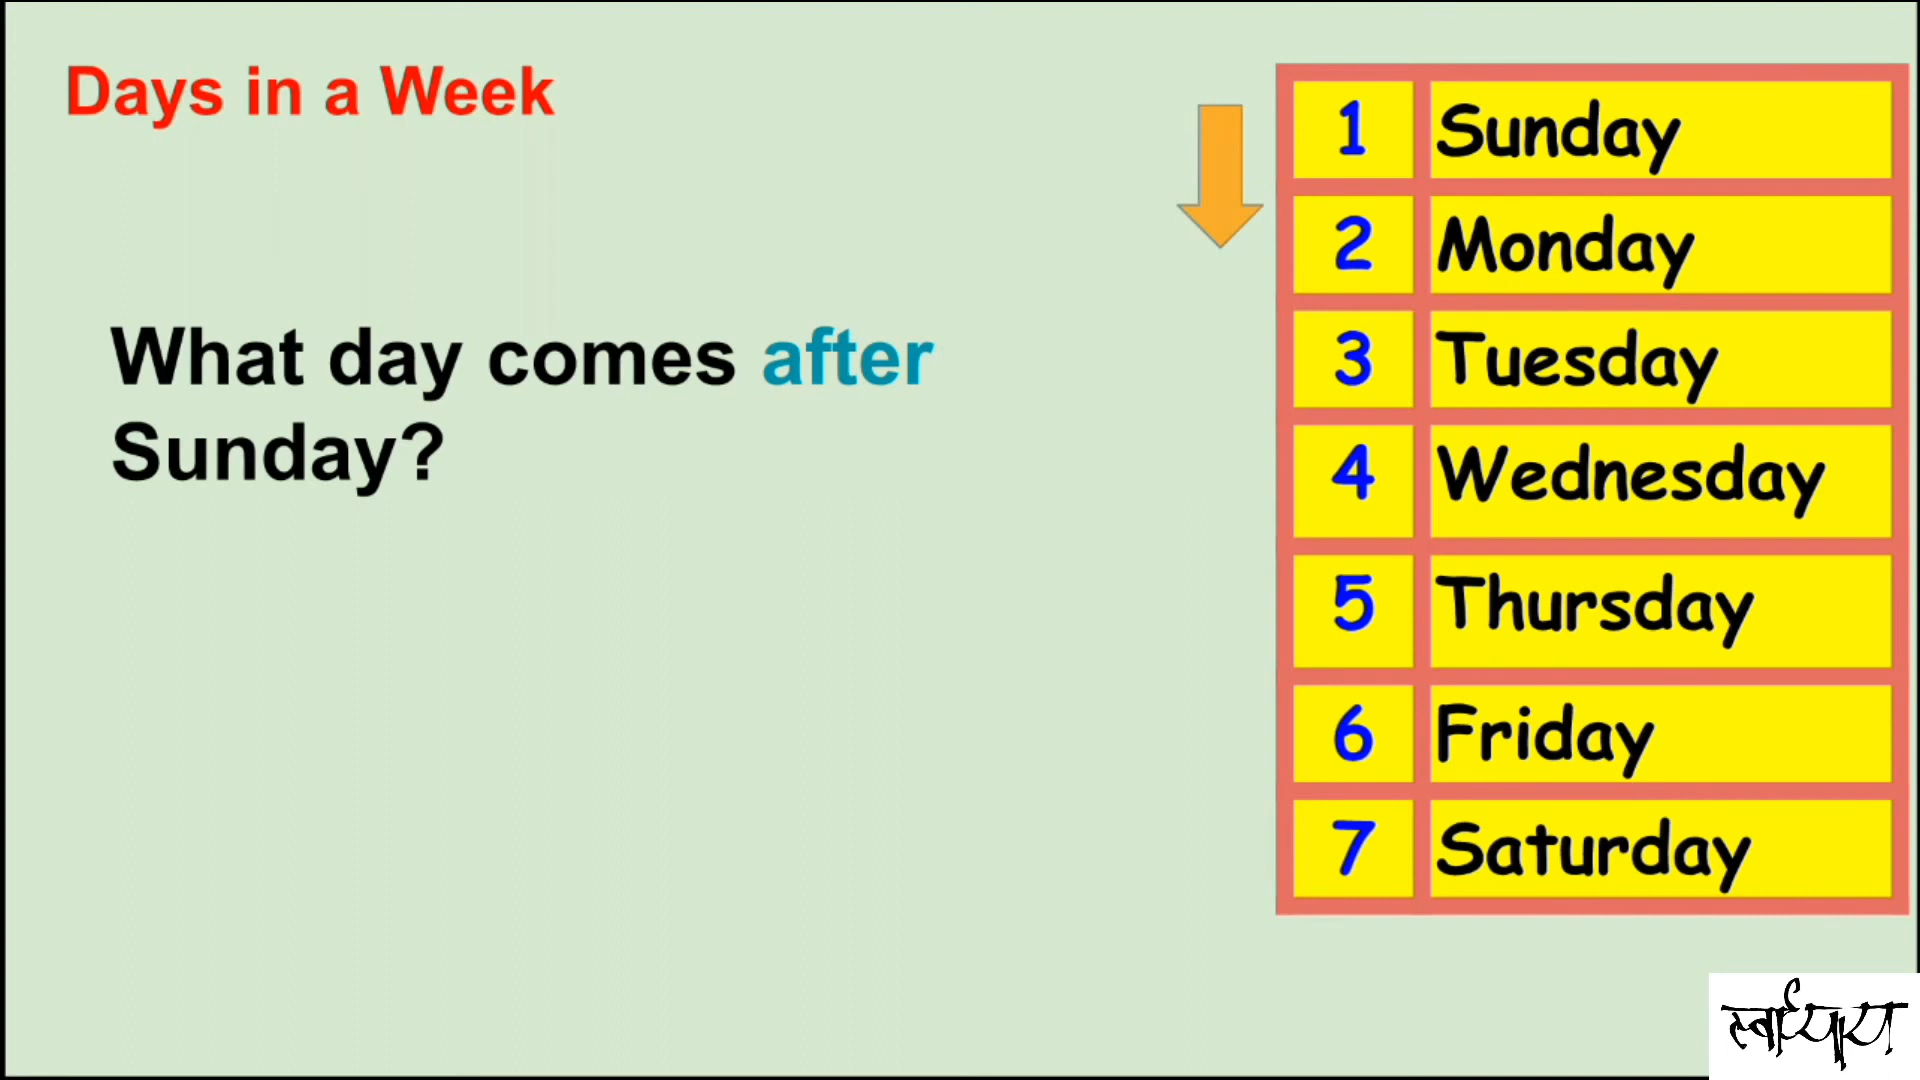 Days in a Week
What day comes after
Sunday?
1 Sunday
2 Monday
3 Tuesday
4 Wednesday
5 Thursday
6 Friday
7 Saturday
स्वाध्याय